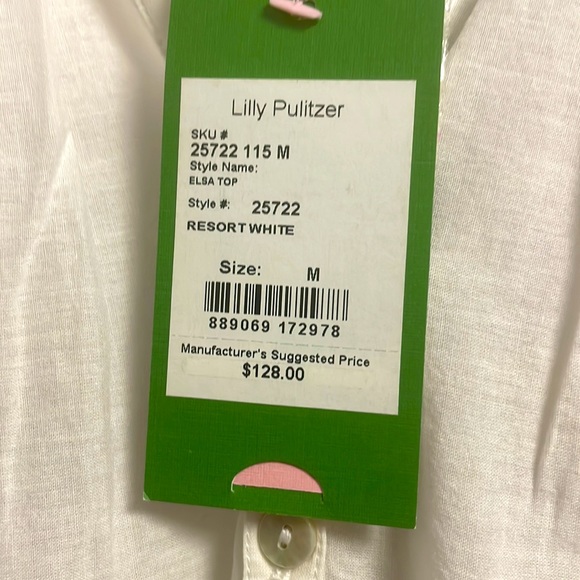 Lilly Pulitzer
SKU #
25722 115 M
Style Name:
ELSA TOP
Style #: 25722
RESORT WHITE
Size: M
889069 172978
Manufacturer's Suggested Price
$128.00